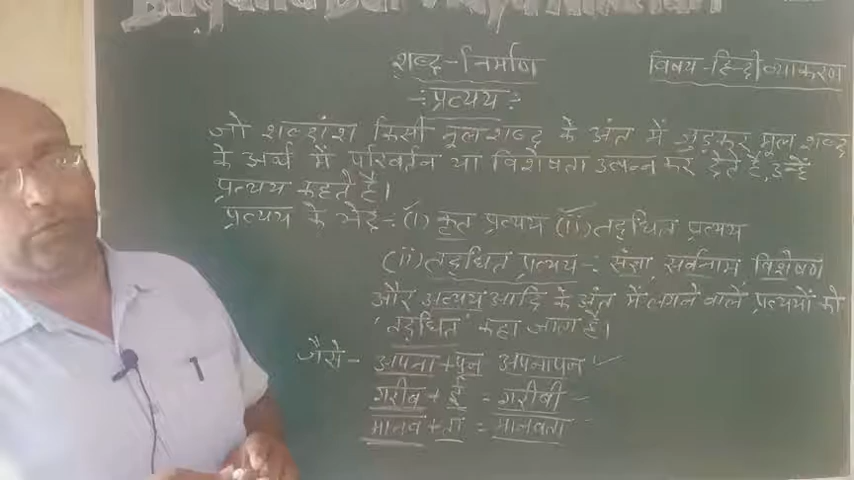 शब्द-निर्माण
विषय-हिन्दी व्याकरण
-: प्रत्यय :-
जो शब्दांश किसी मूल शब्द के अंत में जुड़कर मूल शब्द
के अर्थ में परिवर्तन या विशेषता उत्पन्न कर देते हैं, उन्हें
प्रत्यय कहते हैं।
प्रत्यय के भेद :- (i) कृत प्रत्यय (ii) तद्धित प्रत्यय
(ii) तद्धित प्रत्यय -: संज्ञा, सर्वनाम, विशेषण
और अव्यय आदि के अंत में लगने वाले प्रत्ययों को
'तद्धित' कहा जाता है।
जैसे - अपना + पन अपनापन
गरीब + ई = गरीबी
मानव + ता = मानवता